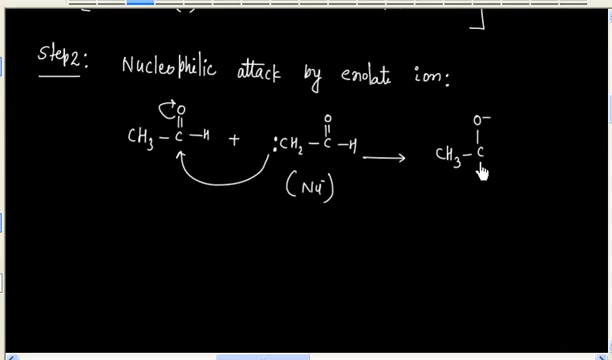 Step2: Nucleophilic attack by enolate ion:
O O O⁻
CH₃ – C – H + :CH₂ – C – H ⟶ CH₃ – C
(Nu⁻)